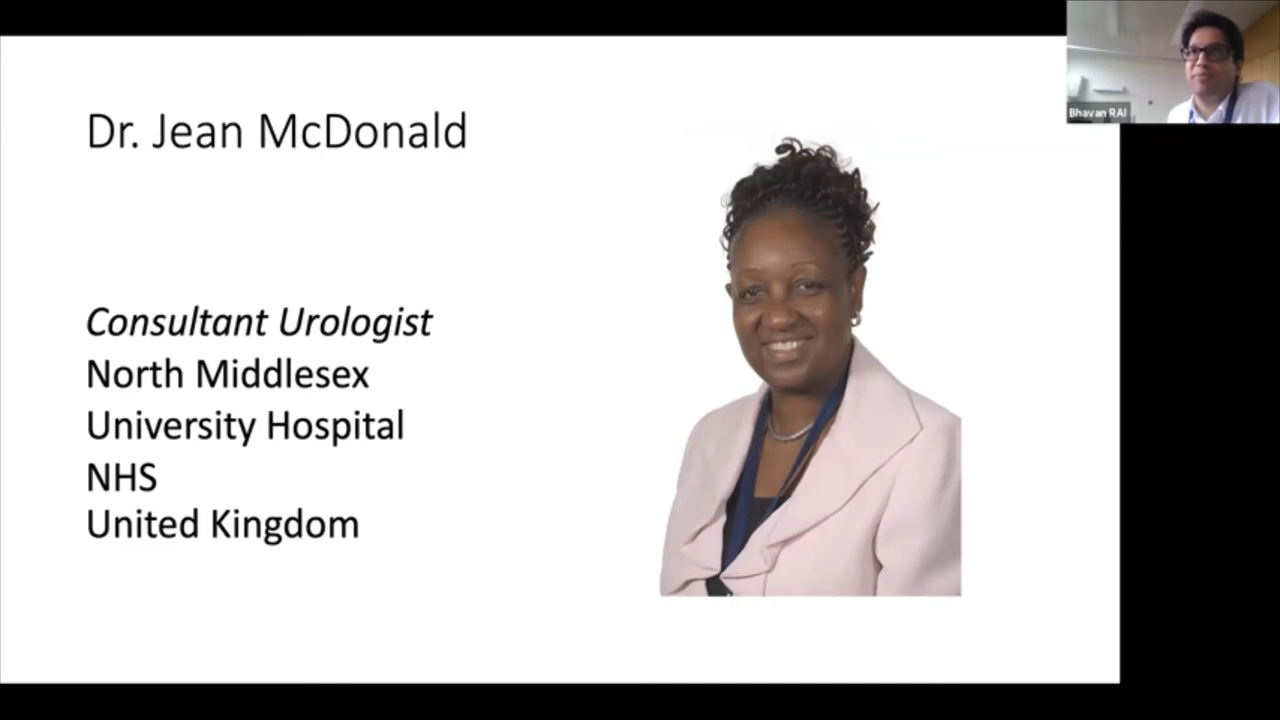 Dr. Jean McDonald
Consultant Urologist
North Middlesex
University Hospital
NHS
United Kingdom
Bhavan RAI